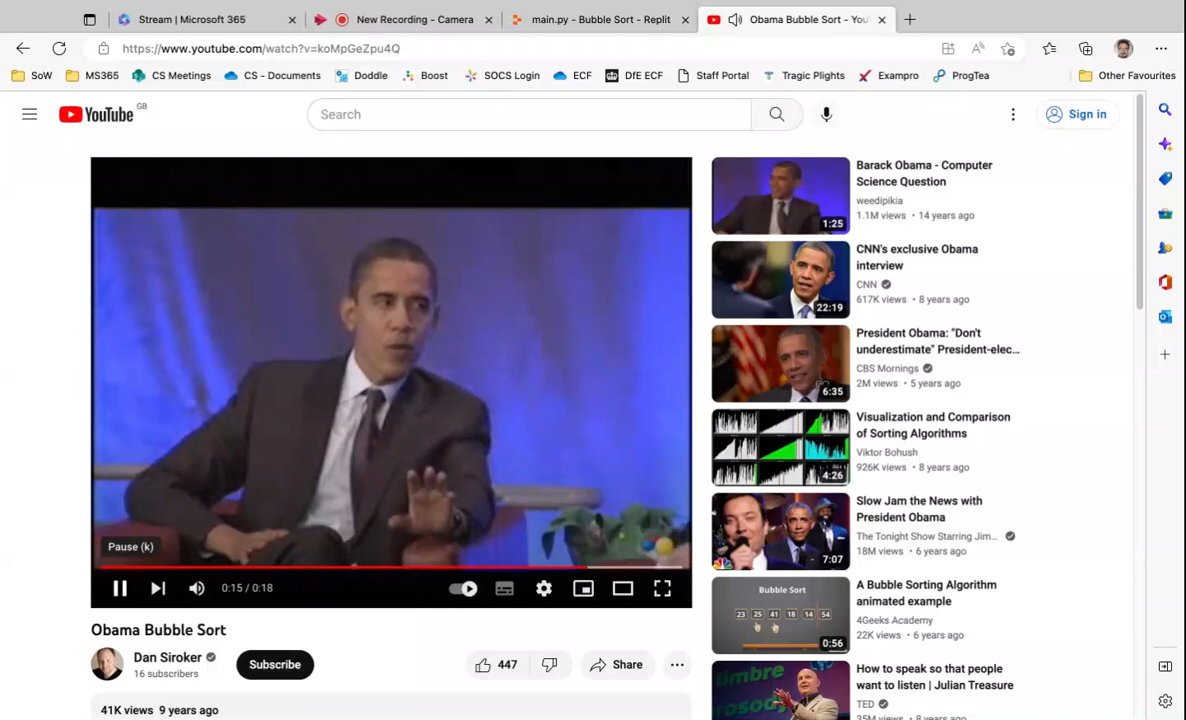 Stream | Microsoft 365
New Recording - Camera
main.py - Bubble Sort - Replit
Obama Bubble Sort - You
https://www.youtube.com/watch?v=koMpGeZpu4Q
SoW
MS365
CS Meetings
CS - Documents
Doddle
Boost
SOCS Login
ECF
DfE ECF
Staff Portal
Tragic Plights
Exampro
ProgTea
Other Favourites
YouTube GB
Search
Sign in
Pause (k)
0:15 / 0:18
Obama Bubble Sort
Dan Siroker
16 subscribers
Subscribe
447
Share
41K views 9 years ago
Barack Obama - Computer
Science Question
weedipikia
1.1M views • 14 years ago
1:25
CNN's exclusive Obama
interview
CNN
617K views • 8 years ago
22:19
President Obama: "Don't
underestimate" President-elec...
CBS Mornings
2M views • 5 years ago
6:35
Visualization and Comparison
of Sorting Algorithms
Viktor Bohush
926K views • 8 years ago
4:26
Slow Jam the News with
President Obama
The Tonight Show Starring Jim...
18M views • 6 years ago
7:07
A Bubble Sorting Algorithm
animated example
4Geeks Academy
22K views • 6 years ago
Bubble Sort
23 25 41 18 14 54
0:56
How to speak so that people
want to listen | Julian Treasure
TED
35M views • 8 years ago